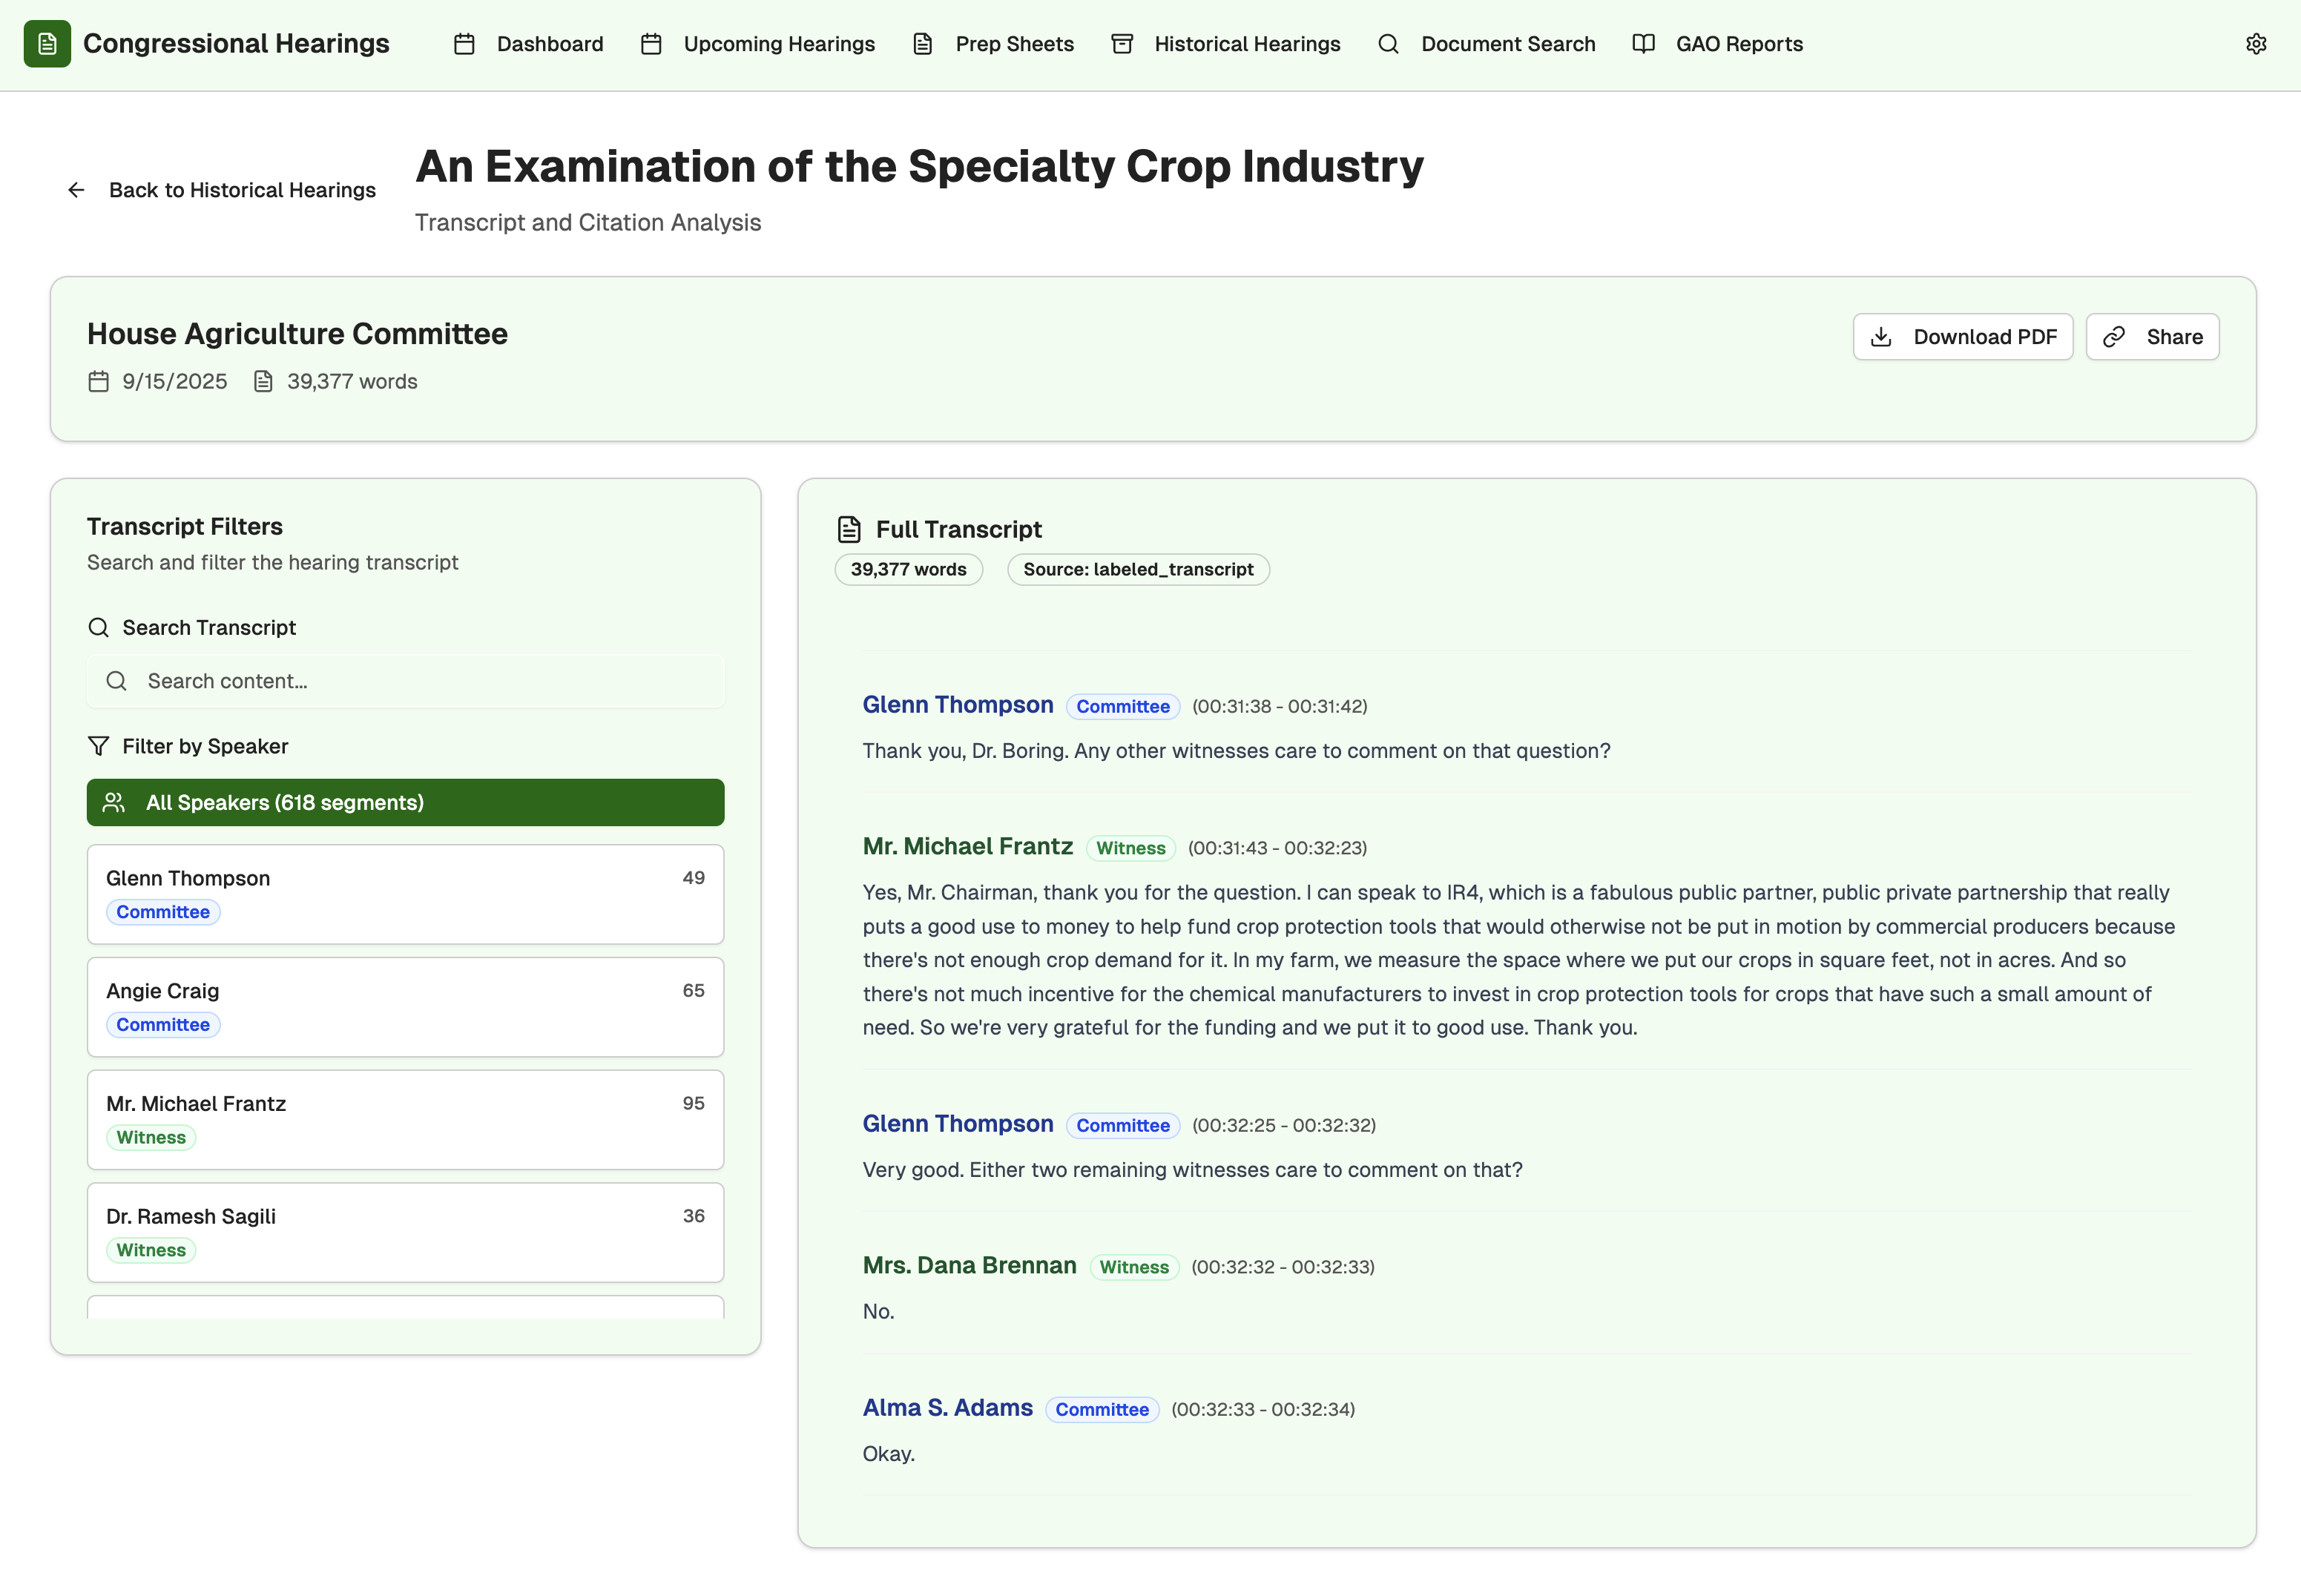 Congressional Hearings
Dashboard
Upcoming Hearings
Prep Sheets
Historical Hearings
Document Search
GAO Reports
Back to Historical Hearings
An Examination of the Specialty Crop Industry
Transcript and Citation Analysis
House Agriculture Committee
9/15/2025
39,377 words
Download PDF
Share
Transcript Filters
Search and filter the hearing transcript
Search Transcript
Search content...
Filter by Speaker
All Speakers (618 segments)
Glenn Thompson
49
Committee
Angie Craig
65
Committee
Mr. Michael Frantz
95
Witness
Dr. Ramesh Sagili
36
Witness
Full Transcript
39,377 words
Source: labeled_transcript
Glenn Thompson Committee (00:31:38 - 00:31:42)
Thank you, Dr. Boring. Any other witnesses care to comment on that question?
Mr. Michael Frantz Witness (00:31:43 - 00:32:23)
Yes, Mr. Chairman, thank you for the question. I can speak to IR4, which is a fabulous public partner, public private partnership that really
puts a good use to money to help fund crop protection tools that would otherwise not be put in motion by commercial producers because
there's not enough crop demand for it. In my farm, we measure the space where we put our crops in square feet, not in acres. And so
there's not much incentive for the chemical manufacturers to invest in crop protection tools for crops that have such a small amount of
need. So we're very grateful for the funding and we put it to good use. Thank you.
Glenn Thompson Committee (00:32:25 - 00:32:32)
Very good. Either two remaining witnesses care to comment on that?
Mrs. Dana Brennan Witness (00:32:32 - 00:32:33)
No.
Alma S. Adams Committee (00:32:33 - 00:32:34)
Okay.